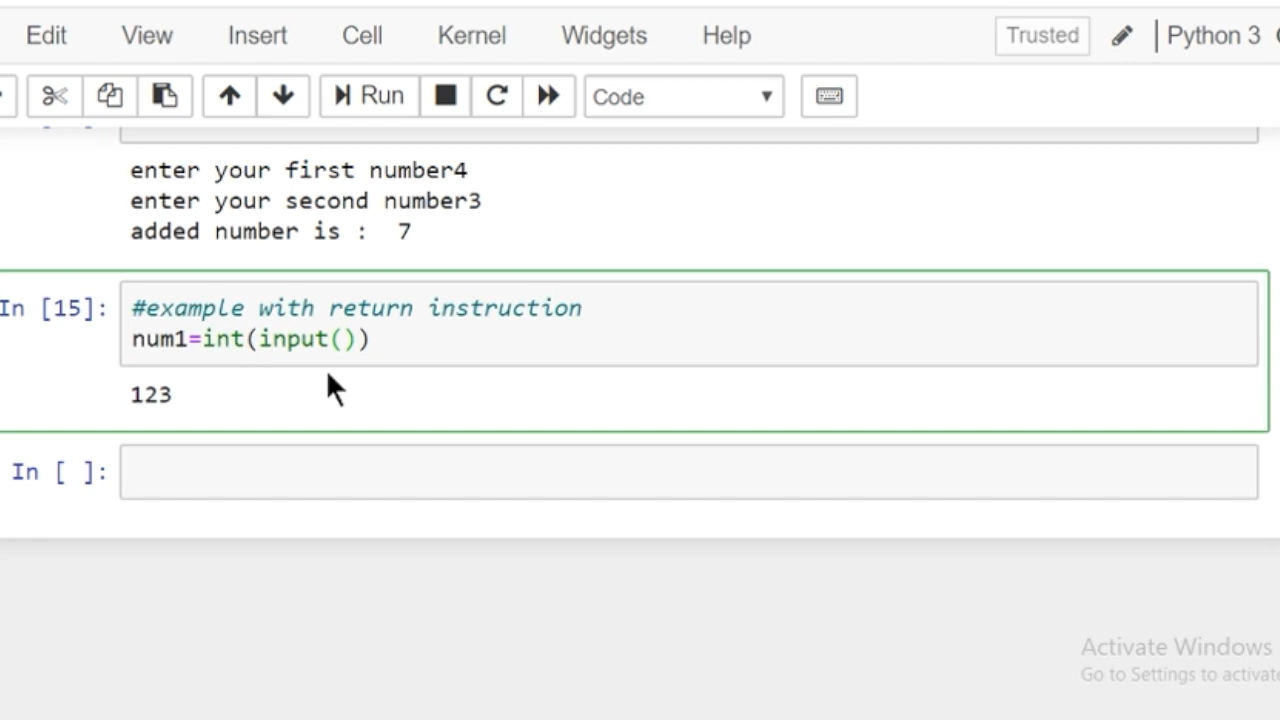 Edit View Insert Cell Kernel Widgets Help Trusted Python 3
Run Code
enter your first number4
enter your second number3
added number is :  7
In [15]: #example with return instruction
num1=int(input())
123
In [ ]:
Activate Windows
Go to Settings to activate